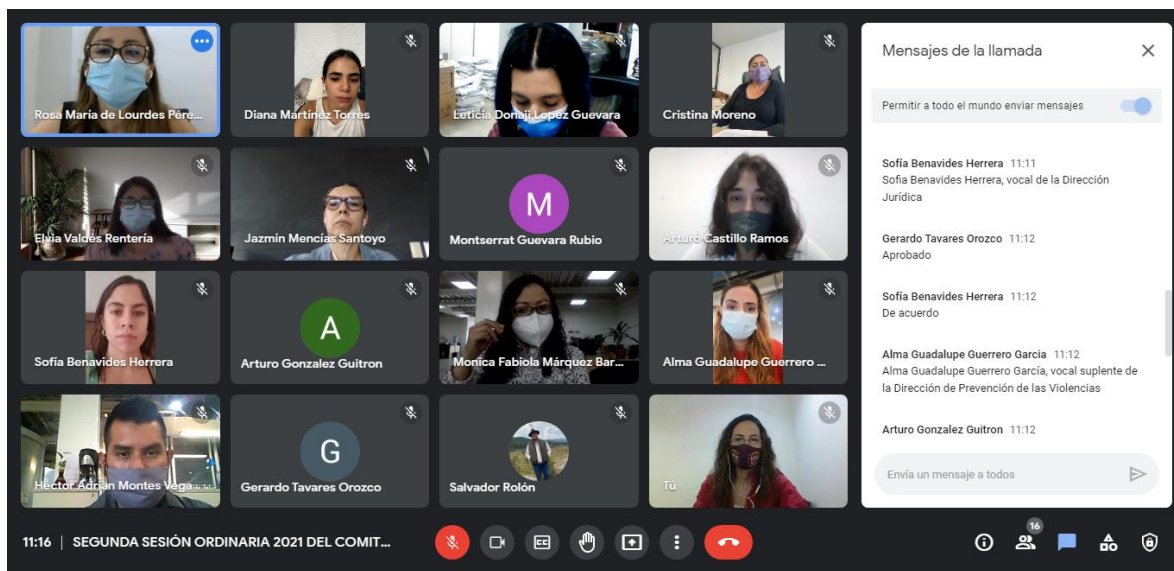 Rosa María de Lourdes Pére...
Diana Martínez Torres
Leticia Donaji Lopez Guevara
Cristina Moreno
Elvia Valdés Rentería
Jazmin Mencías Santoyo
M
Montserrat Guevara Rubio
Arturo Castillo Ramos
Sofía Benavides Herrera
A
Arturo Gonzalez Guitron
Monica Fabiola Márquez Bar...
Alma Guadalupe Guerrero ...
Héctor Adrián Montes Vega
G
Gerardo Tavares Orozco
Salvador Rolón
Tú
Mensajes de la llamada
Permitir a todo el mundo enviar mensajes
Sofía Benavides Herrera 11:11
Sofia Benavides Herrera, vocal de la Dirección
Jurídica
Gerardo Tavares Orozco 11:12
Aprobado
Sofía Benavides Herrera 11:12
De acuerdo
Alma Guadalupe Guerrero Garcia 11:12
Alma Guadalupe Guerrero García, vocal suplente de
la Dirección de Prevención de las Violencias
Arturo Gonzalez Guitron 11:12
Envía un mensaje a todos
11:16 | SEGUNDA SESIÓN ORDINARIA 2021 DEL COMIT...
CC
16